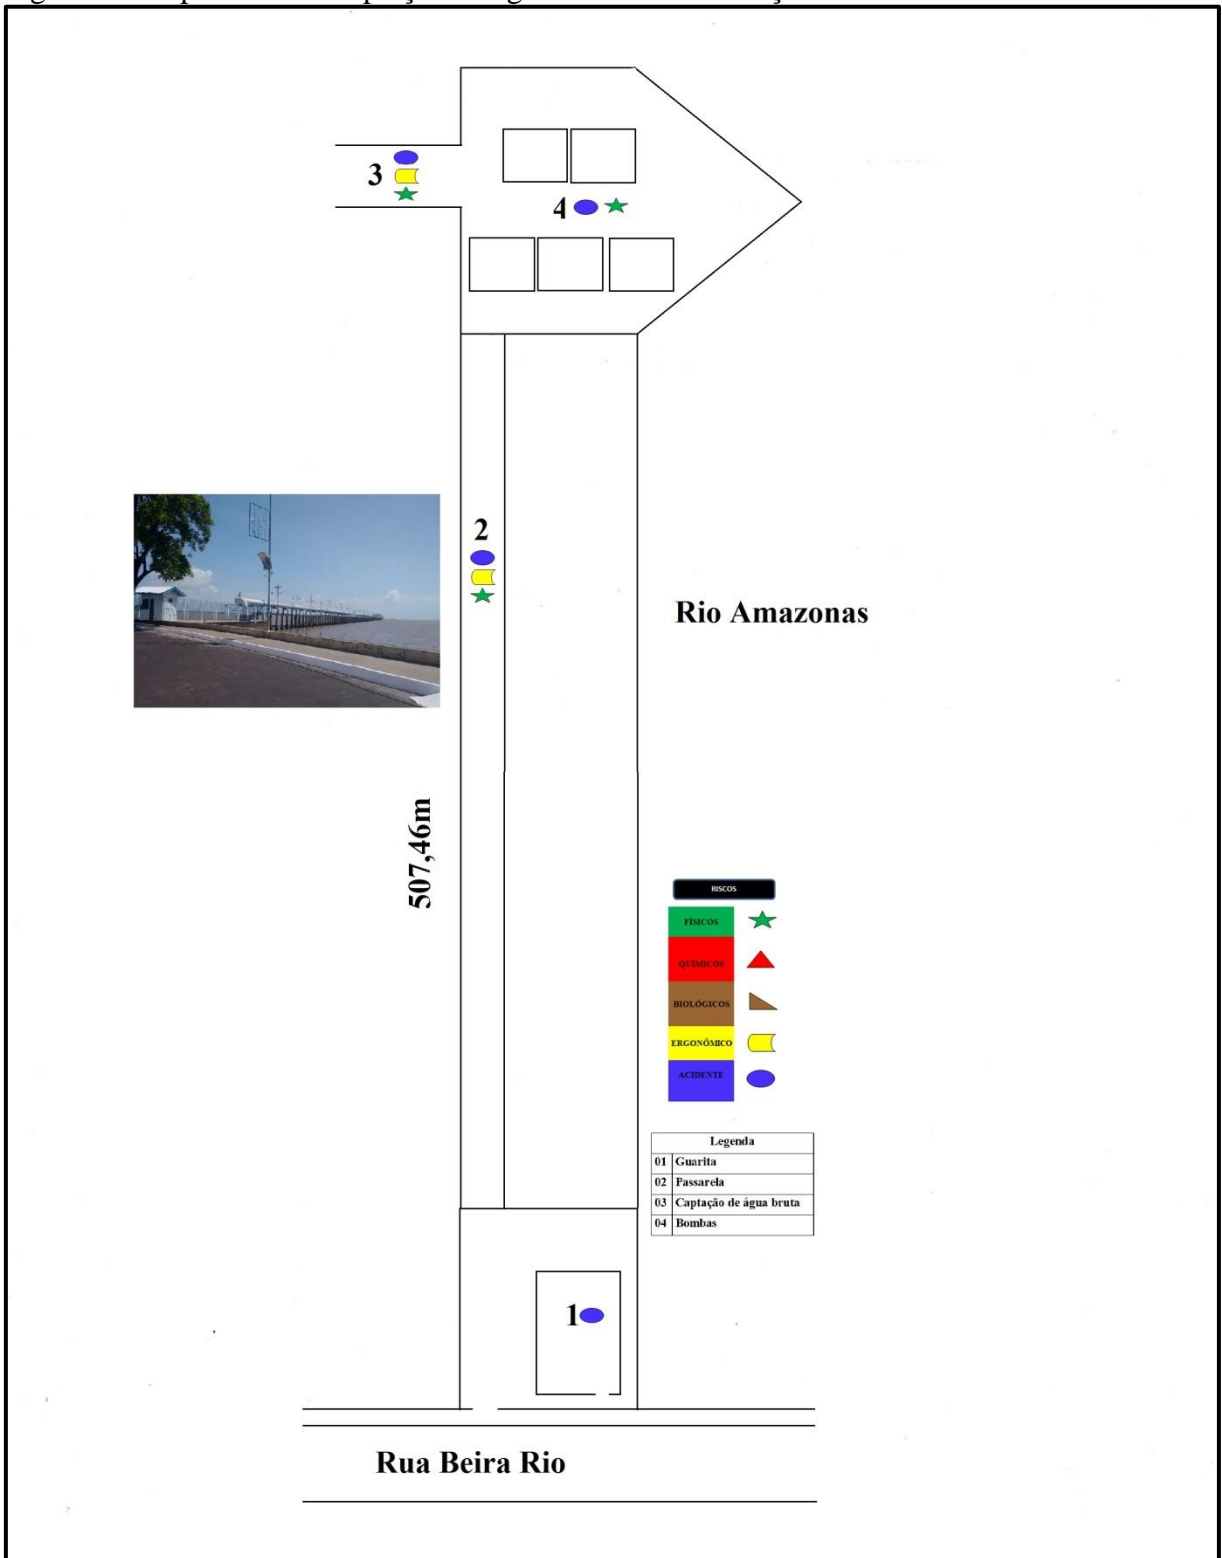 3
4
2
Rio Amazonas
507,46m
RISCOS
FÍSICOS
QUÍMICOS
BIOLÓGICOS
ERGONÔMICO
ACIDENTE
Legenda
01 Guarita
02 Passarela
03 Captação de água bruta
04 Bombas
1
Rua Beira Rio